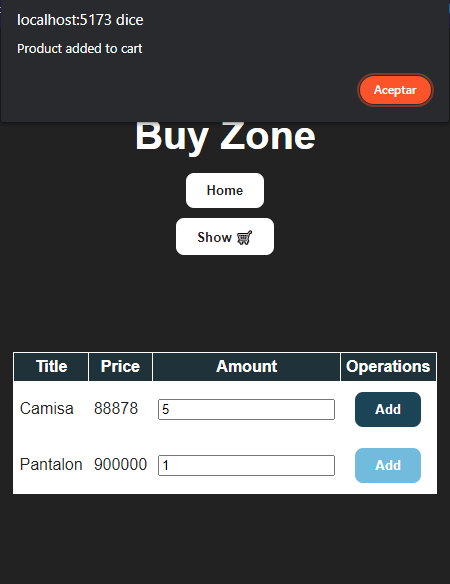 localhost:5173 dice
Product added to cart
Aceptar
Buy Zone
Home
Show 🛒
Title Price Amount Operations
Camisa 88878 5 Add
Pantalon 900000 1 Add